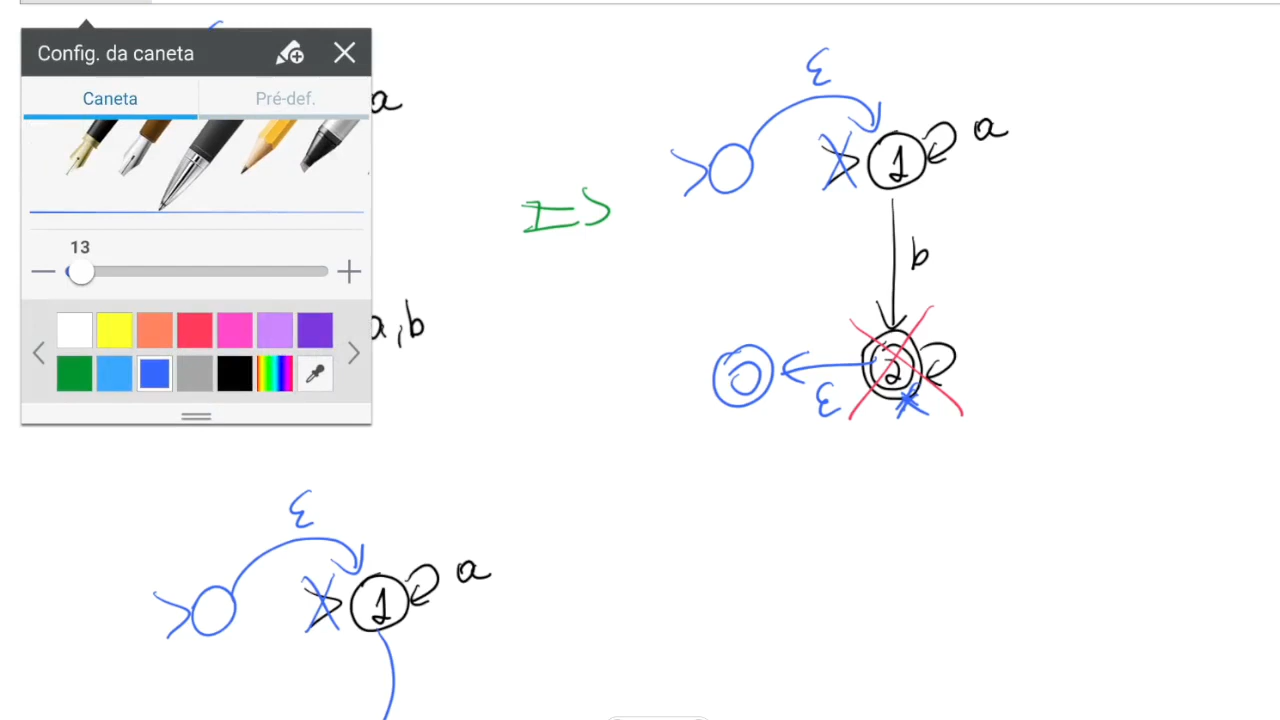 Config. da caneta
Caneta
Pré-def.
13
a
a,b
ε
1
a
b
2
ε
ε
1
a